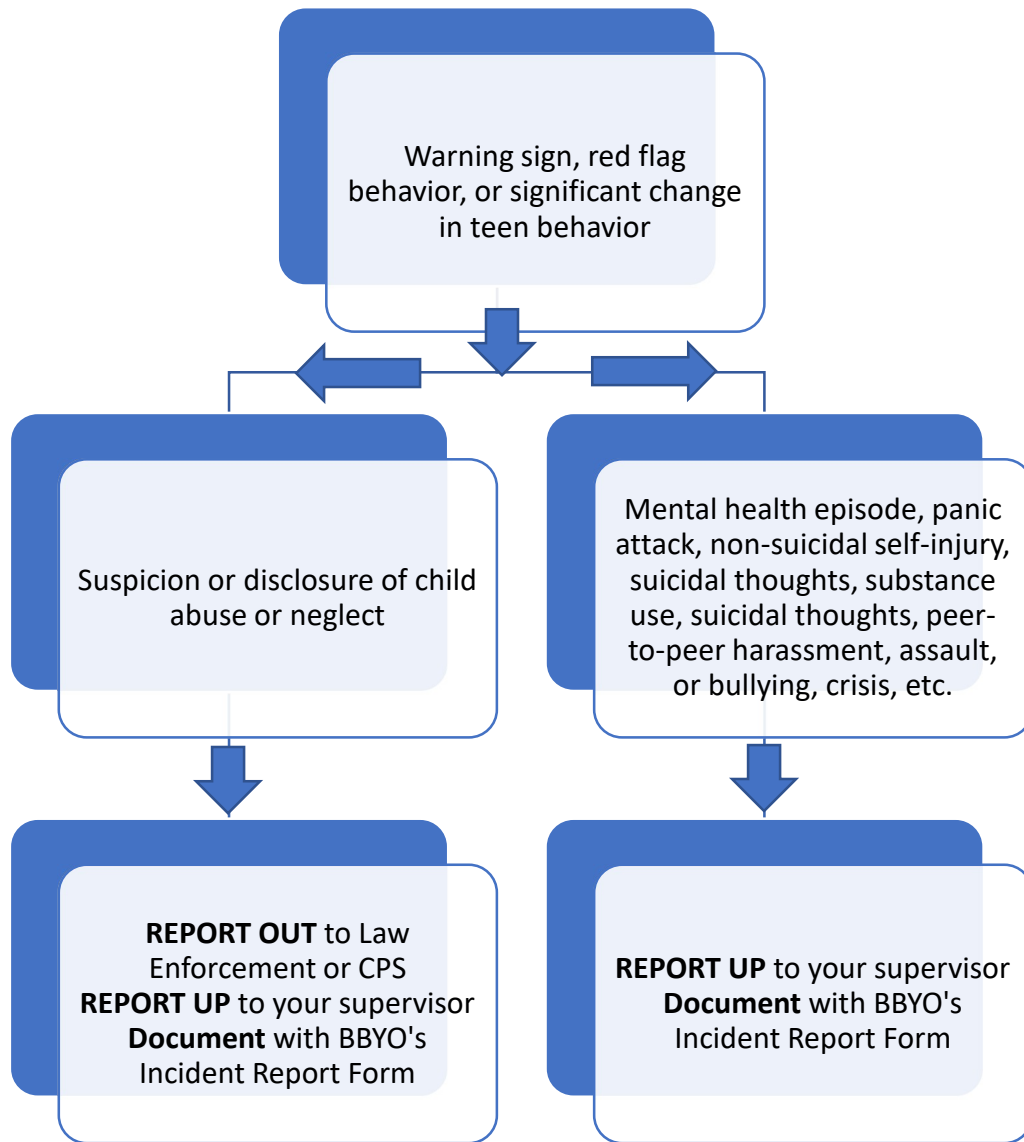 Warning sign, red flag
behavior, or significant change
in teen behavior
Suspicion or disclosure of child
abuse or neglect
Mental health episode, panic
attack, non-suicidal self-injury,
suicidal thoughts, substance
use, suicidal thoughts, peer-
to-peer harassment, assault,
or bullying, crisis, etc.
REPORT OUT to Law
Enforcement or CPS
REPORT UP to your supervisor
Document with BBYO's
Incident Report Form
REPORT UP to your supervisor
Document with BBYO's
Incident Report Form